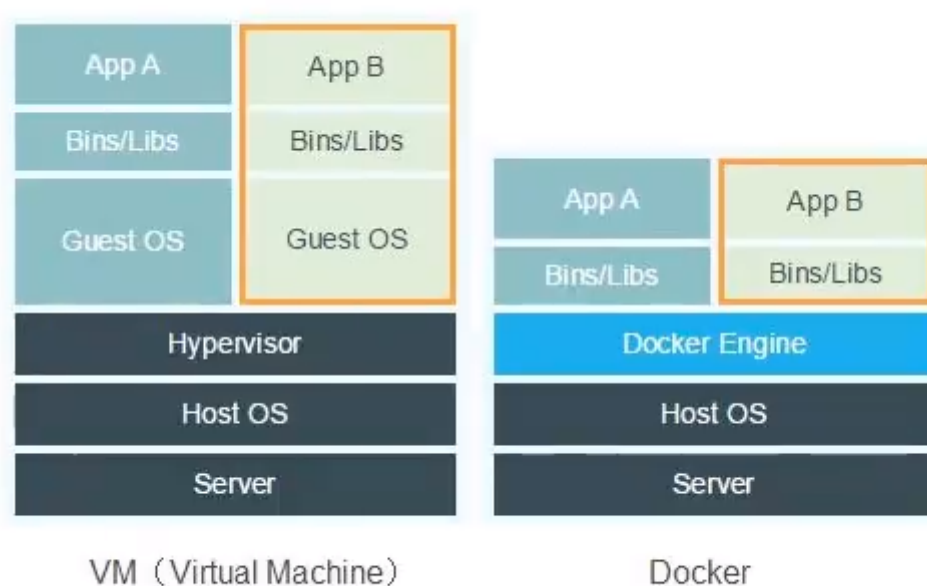 App A
App B
Bins/Libs
Bins/Libs
Guest OS
Guest OS
Hypervisor
Host OS
Server
VM（Virtual Machine）
App A
App B
Bins/Libs
Bins/Libs
Docker Engine
Host OS
Server
Docker